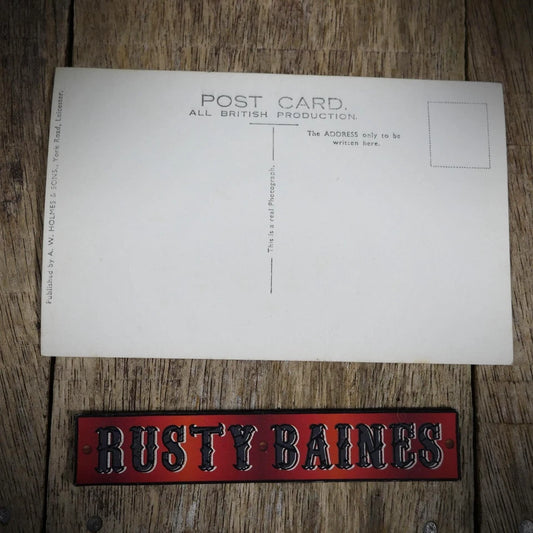 POST CARD.
ALL BRITISH PRODUCTION.
The ADDRESS only to be
written here.
This is a real Photograph.
Published by A. W. HOLMES & SONS., York Road, Leicester.
RUSTY BAINES